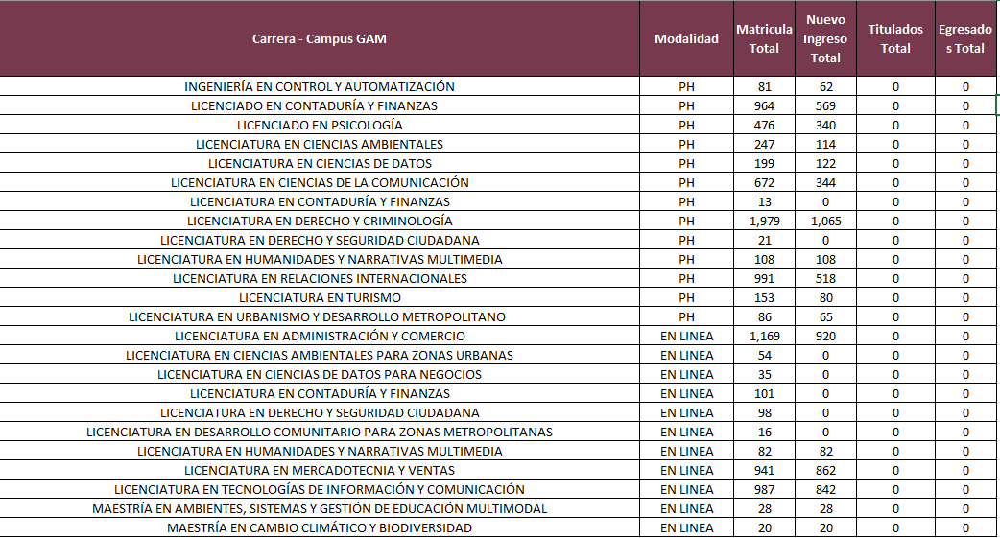 Carrera - Campus GAM Modalidad Matricula Total Nuevo Ingreso Total Titulados Total Egresados Total
INGENIERÍA EN CONTROL Y AUTOMATIZACIÓN PH 81 62 0 0
LICENCIADO EN CONTADURÍA Y FINANZAS PH 964 569 0 0
LICENCIADO EN PSICOLOGÍA PH 476 340 0 0
LICENCIATURA EN CIENCIAS AMBIENTALES PH 247 114 0 0
LICENCIATURA EN CIENCIAS DE DATOS PH 199 122 0 0
LICENCIATURA EN CIENCIAS DE LA COMUNICACIÓN PH 672 344 0 0
LICENCIATURA EN CONTADURÍA Y FINANZAS PH 13 0 0 0
LICENCIATURA EN DERECHO Y CRIMINOLOGÍA PH 1,979 1,065 0 0
LICENCIATURA EN DERECHO Y SEGURIDAD CIUDADANA PH 21 0 0 0
LICENCIATURA EN HUMANIDADES Y NARRATIVAS MULTIMEDIA PH 108 108 0 0
LICENCIATURA EN RELACIONES INTERNACIONALES PH 991 518 0 0
LICENCIATURA EN TURISMO PH 153 80 0 0
LICENCIATURA EN URBANISMO Y DESARROLLO METROPOLITANO PH 86 65 0 0
LICENCIATURA EN ADMINISTRACIÓN Y COMERCIO EN LINEA 1,169 920 0 0
LICENCIATURA EN CIENCIAS AMBIENTALES PARA ZONAS URBANAS EN LINEA 54 0 0 0
LICENCIATURA EN CIENCIAS DE DATOS PARA NEGOCIOS EN LINEA 35 0 0 0
LICENCIATURA EN CONTADURÍA Y FINANZAS EN LINEA 101 0 0 0
LICENCIATURA EN DERECHO Y SEGURIDAD CIUDADANA EN LINEA 98 0 0 0
LICENCIATURA EN DESARROLLO COMUNITARIO PARA ZONAS METROPOLITANAS EN LINEA 16 0 0 0
LICENCIATURA EN HUMANIDADES Y NARRATIVAS MULTIMEDIA EN LINEA 82 82 0 0
LICENCIATURA EN MERCADOTECNIA Y VENTAS EN LINEA 941 862 0 0
LICENCIATURA EN TECNOLOGÍAS DE INFORMACIÓN Y COMUNICACIÓN EN LINEA 987 842 0 0
MAESTRÍA EN AMBIENTES, SISTEMAS Y GESTIÓN DE EDUCACIÓN MULTIMODAL EN LINEA 28 28 0 0
MAESTRÍA EN CAMBIO CLIMÁTICO Y BIODIVERSIDAD EN LINEA 20 20 0 0